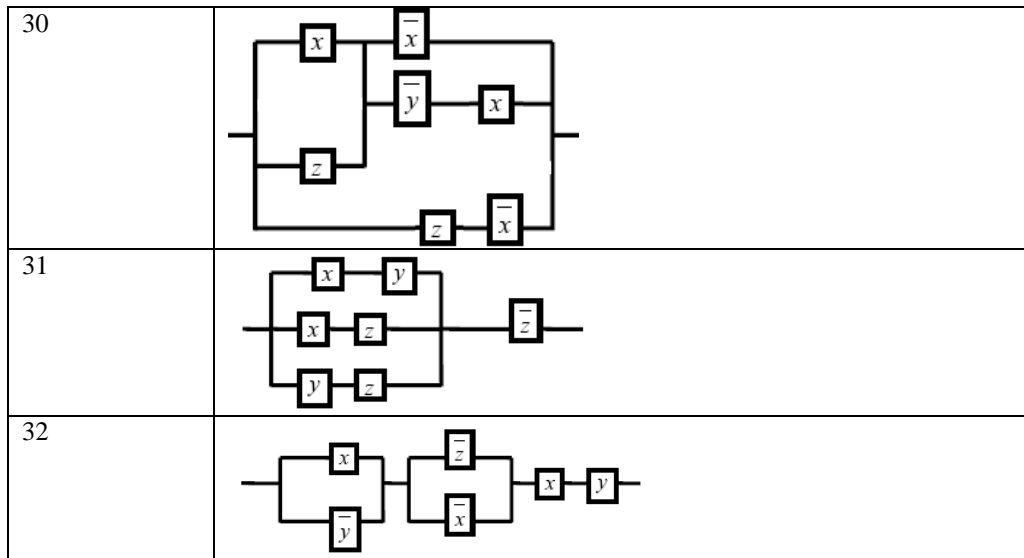 30
x x̅
y̅ x
z
z x̅
31
x y
x z z̅
y z
32
x z̅
x y
y̅ x̅